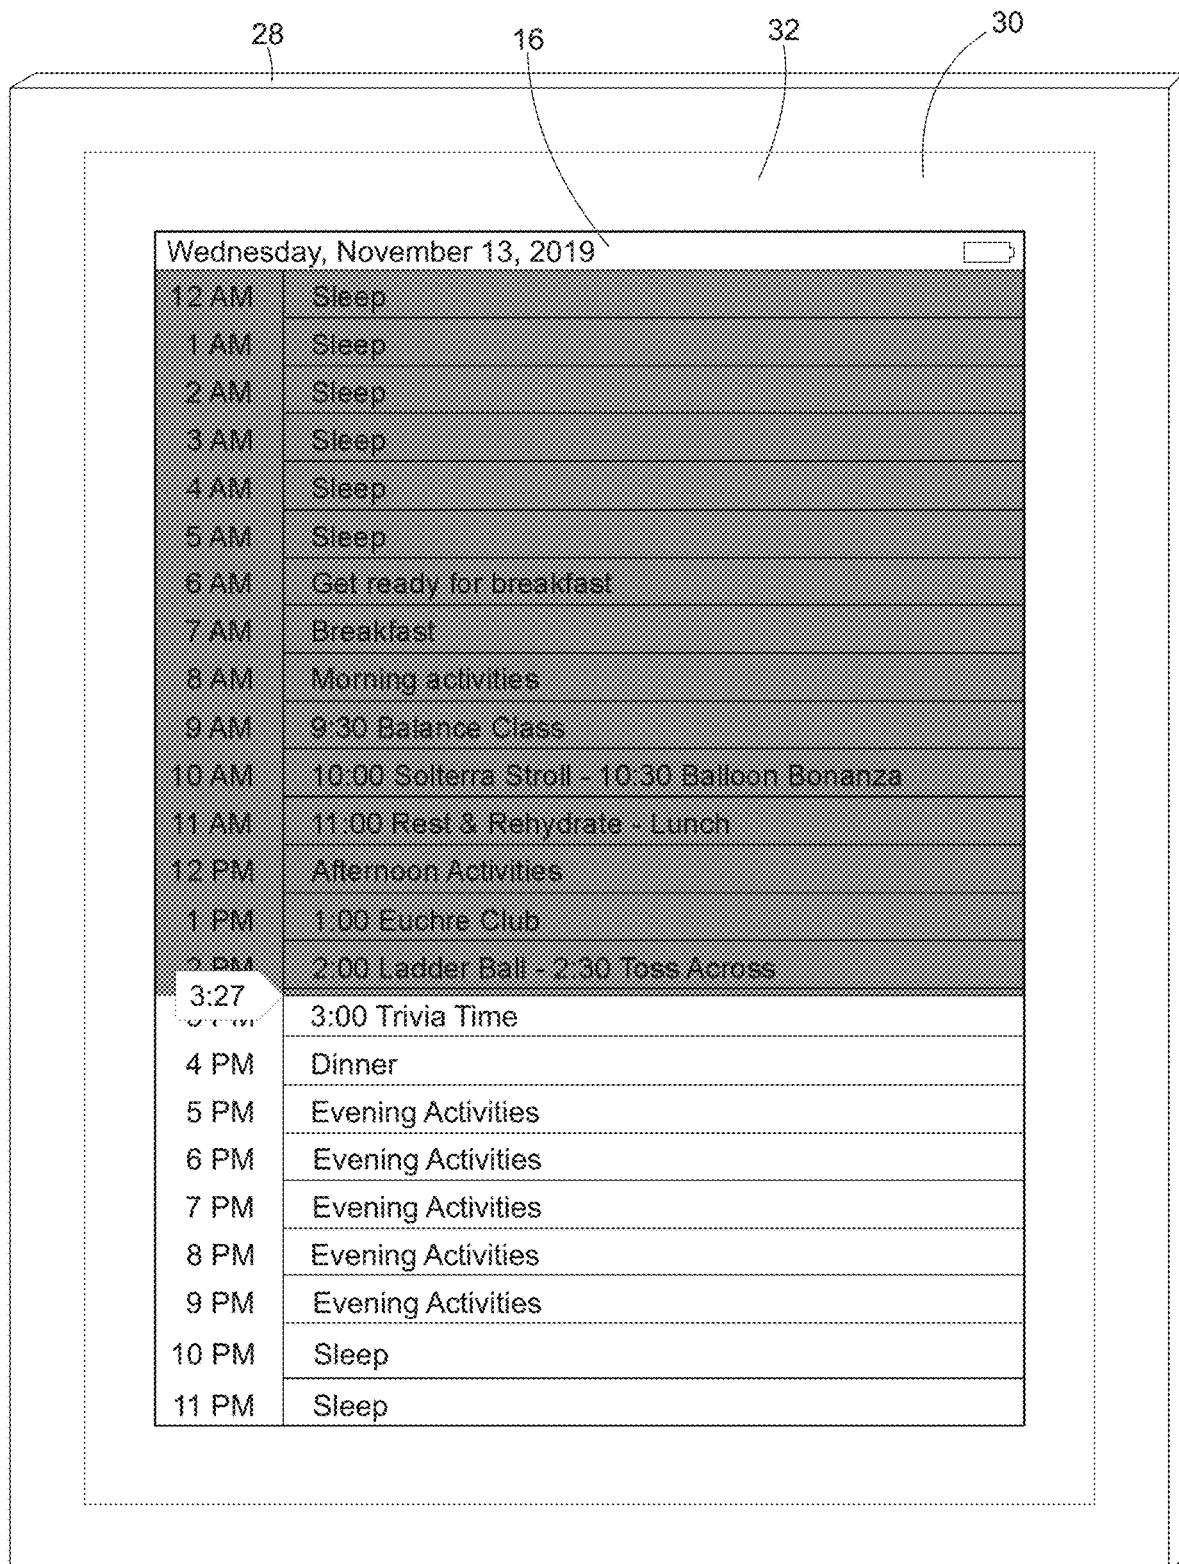 28 16 32 30
Wednesday, November 13, 2019
12 AM Sleep
1 AM Sleep
2 AM Sleep
3 AM Sleep
4 AM Sleep
5 AM Sleep
6 AM Get ready for breakfast
7 AM Breakfast
8 AM Morning activities
9 AM 9:30 Balance Class
10 AM 10:00 Solterra Stroll - 10:30 Balloon Bonanza
11 AM 11:00 Rest & Rehydrate - Lunch
12 PM Afternoon Activities
1 PM 1:00 Euchre Club
2 PM 2:00 Ladder Ball - 2:30 Toss Across
3:27
3:00 Trivia Time
4 PM Dinner
5 PM Evening Activities
6 PM Evening Activities
7 PM Evening Activities
8 PM Evening Activities
9 PM Evening Activities
10 PM Sleep
11 PM Sleep